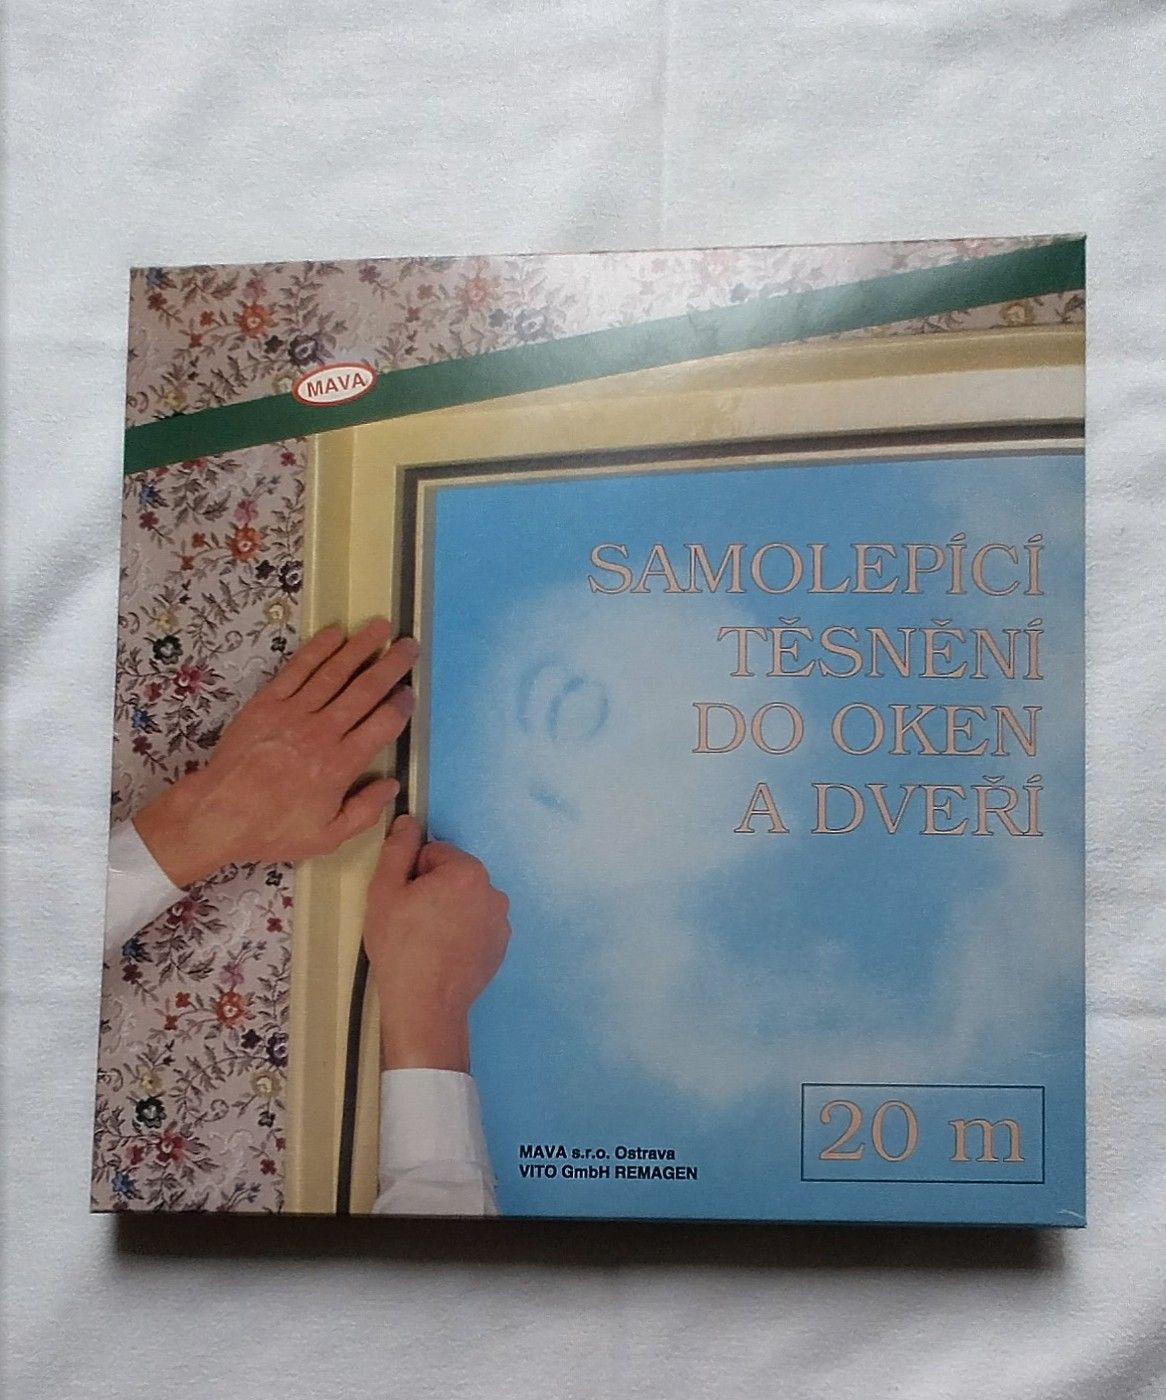 MAVA
SAMOLEPÍCÍ
TĚSNĚNÍ
DO OKEN
A DVEŘÍ
20 m
MAVA s.r.o. Ostrava
VITO GmbH REMAGEN